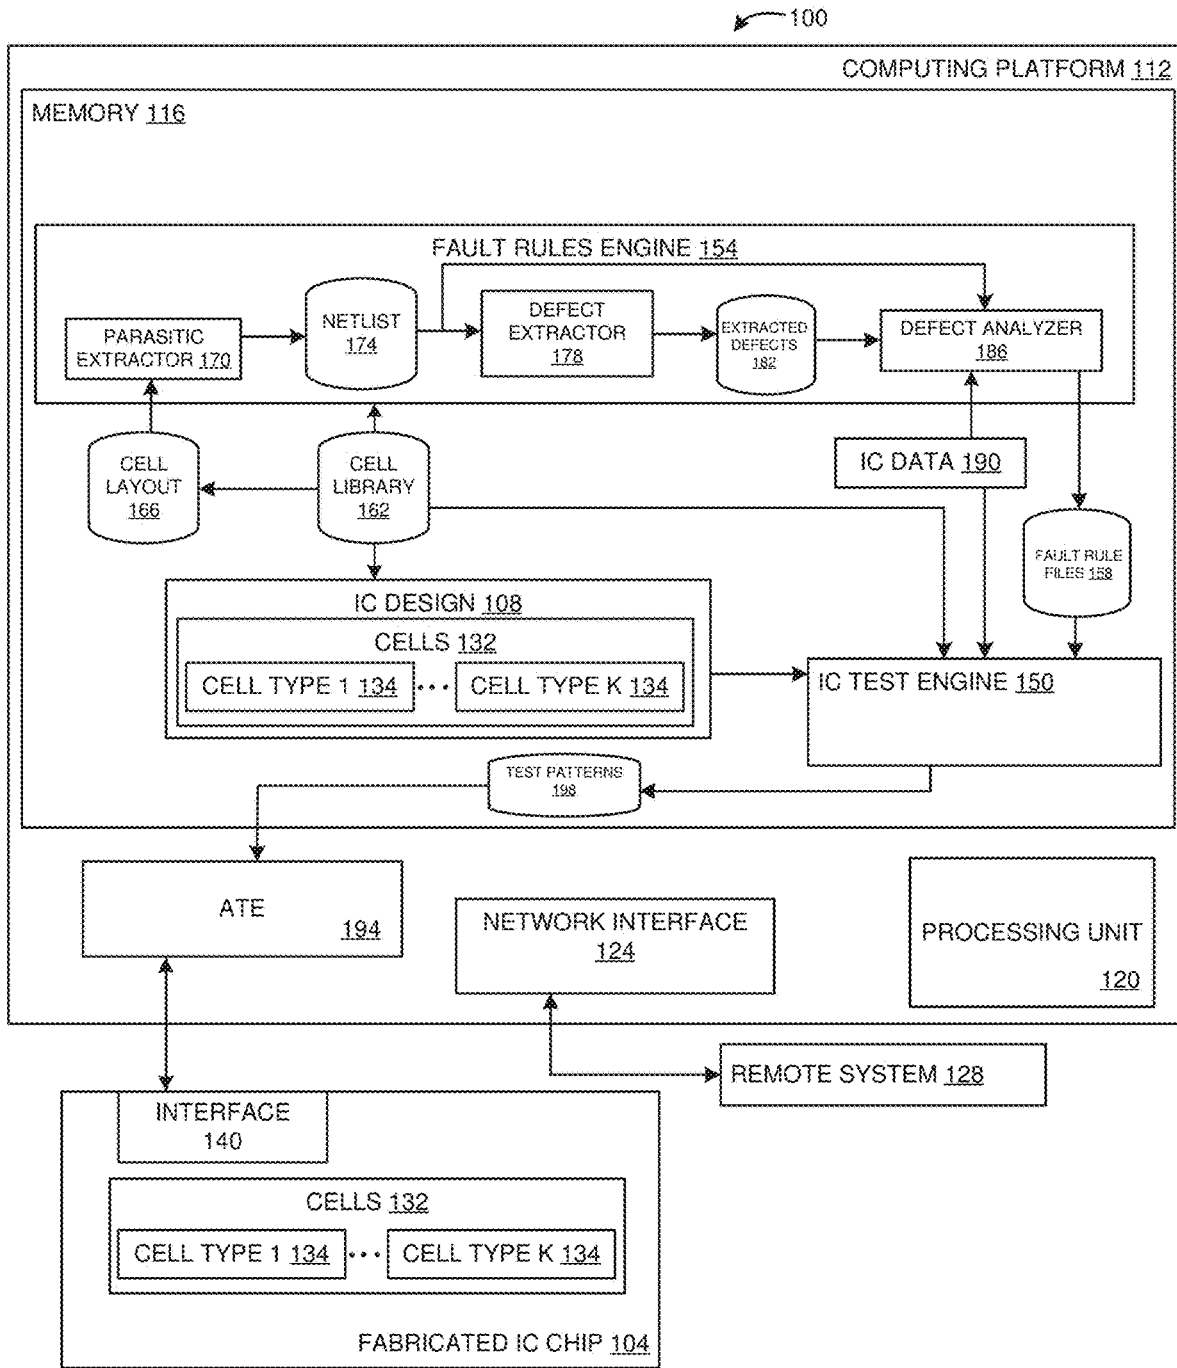 100
COMPUTING PLATFORM 112
MEMORY 116
FAULT RULES ENGINE 154
PARASITIC
EXTRACTOR 170
NETLIST
174
DEFECT
EXTRACTOR
178
EXTRACTED
DEFECTS
182
DEFECT ANALYZER
186
CELL
LAYOUT
166
CELL
LIBRARY
162
IC DATA 190
FAULT RULE
FILES 158
IC DESIGN 108
CELLS 132
CELL TYPE 1 134 ••• CELL TYPE K 134
IC TEST ENGINE 150
TEST PATTERNS
198
ATE
194
NETWORK INTERFACE
124
PROCESSING UNIT
120
REMOTE SYSTEM 128
INTERFACE
140
CELLS 132
CELL TYPE 1 134 ••• CELL TYPE K 134
FABRICATED IC CHIP 104